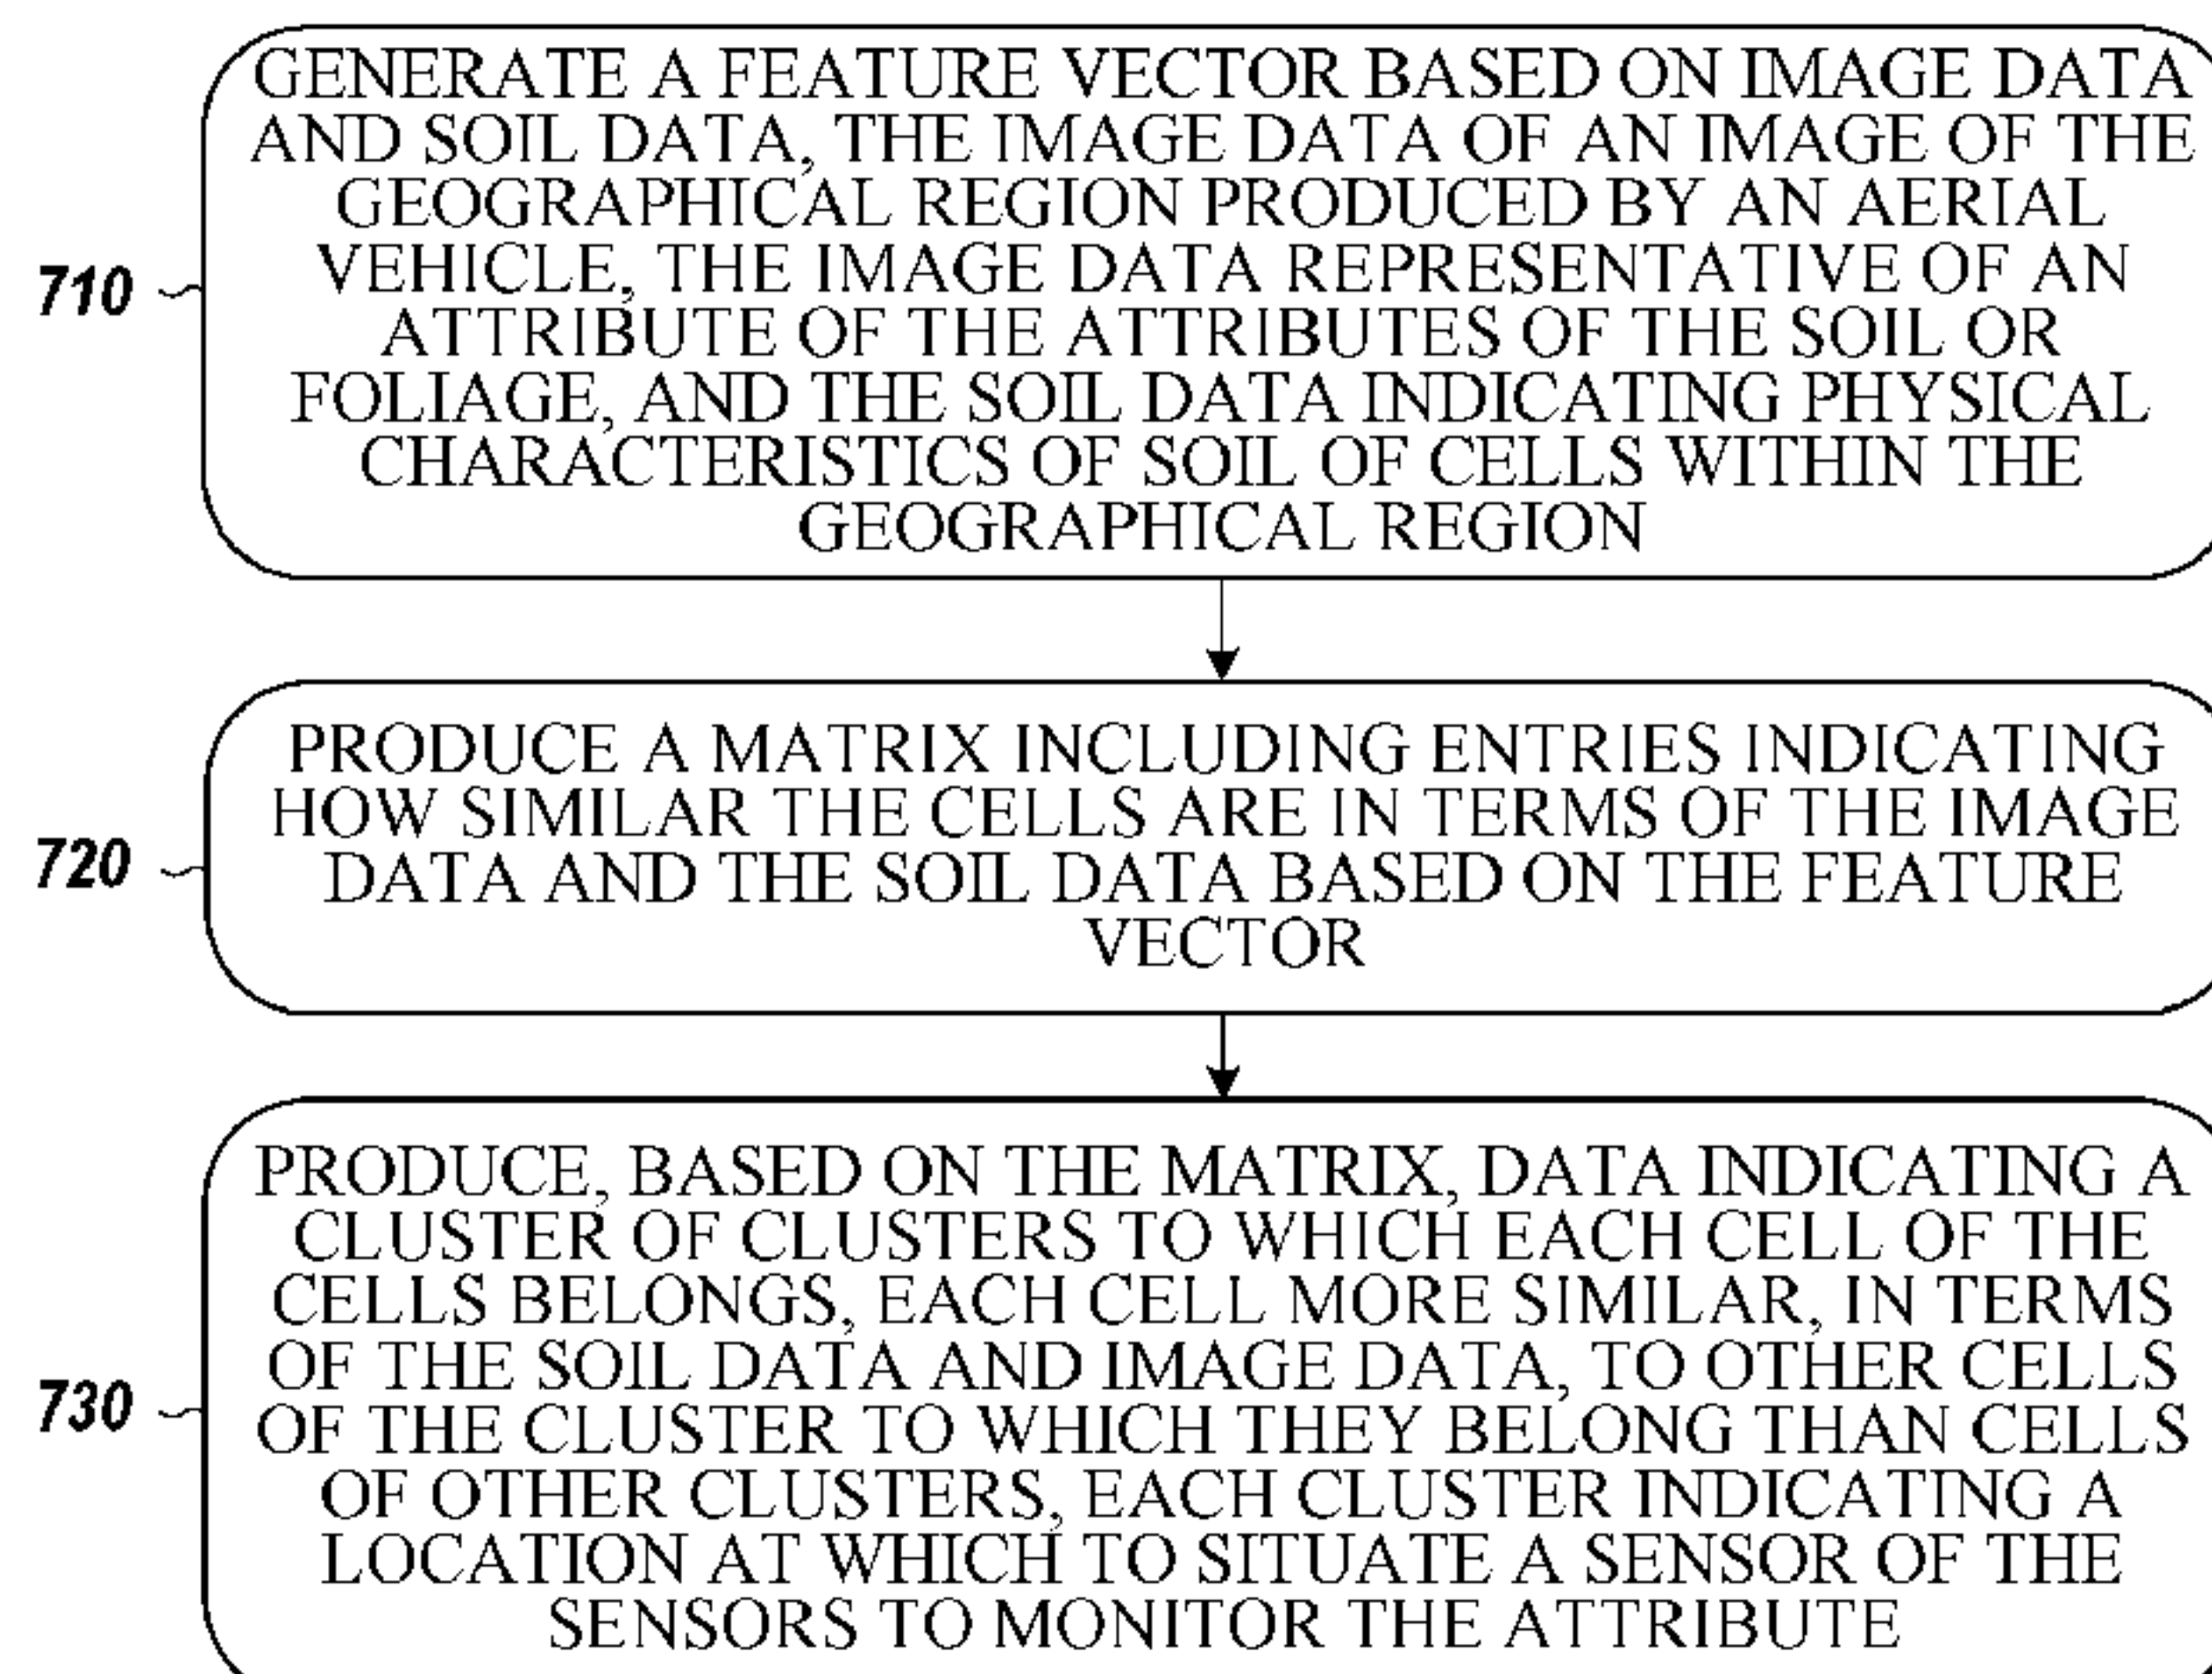 GENERATE A FEATURE VECTOR BASED ON IMAGE DATA
AND SOIL DATA, THE IMAGE DATA OF AN IMAGE OF THE
GEOGRAPHICAL REGION PRODUCED BY AN AERIAL
710
VEHICLE, THE IMAGE DATA REPRESENTATIVE OF AN
ATTRIBUTE OF THE ATTRIBUTES OF THE SOIL OR
FOLIAGE, AND THE SOIL DATA INDICATING PHYSICAL
CHARACTERISTICS OF SOIL OF CELLS WITHIN THE
GEOGRAPHICAL REGION
PRODUCE A MATRIX INCLUDING ENTRIES INDICATING
HOW SIMILAR THE CELLS ARE IN TERMS OF THE IMAGE
720
DATA AND THE SOIL DATA BASED ON THE FEATURE
VECTOR
PRODUCE, BASED ON THE MATRIX, DATA INDICATING A
CLUSTER OF CLUSTERS TO WHICH EACH CELL OF THE
CELLS BELONGS, EACH CELL MORE SIMILAR, IN TERMS
OF THE SOIL DATA AND IMAGE DATA, TO OTHER CELLS
730
OF THE CLUSTER TO WHICH THEY BELONG THAN CELLS
OF OTHER CLUSTERS, EACH CLUSTER INDICATING A
LOCATION AT WHICH TO SITUATE A SENSOR OF THE
SENSORS TO MONITOR THE ATTRIBUTE